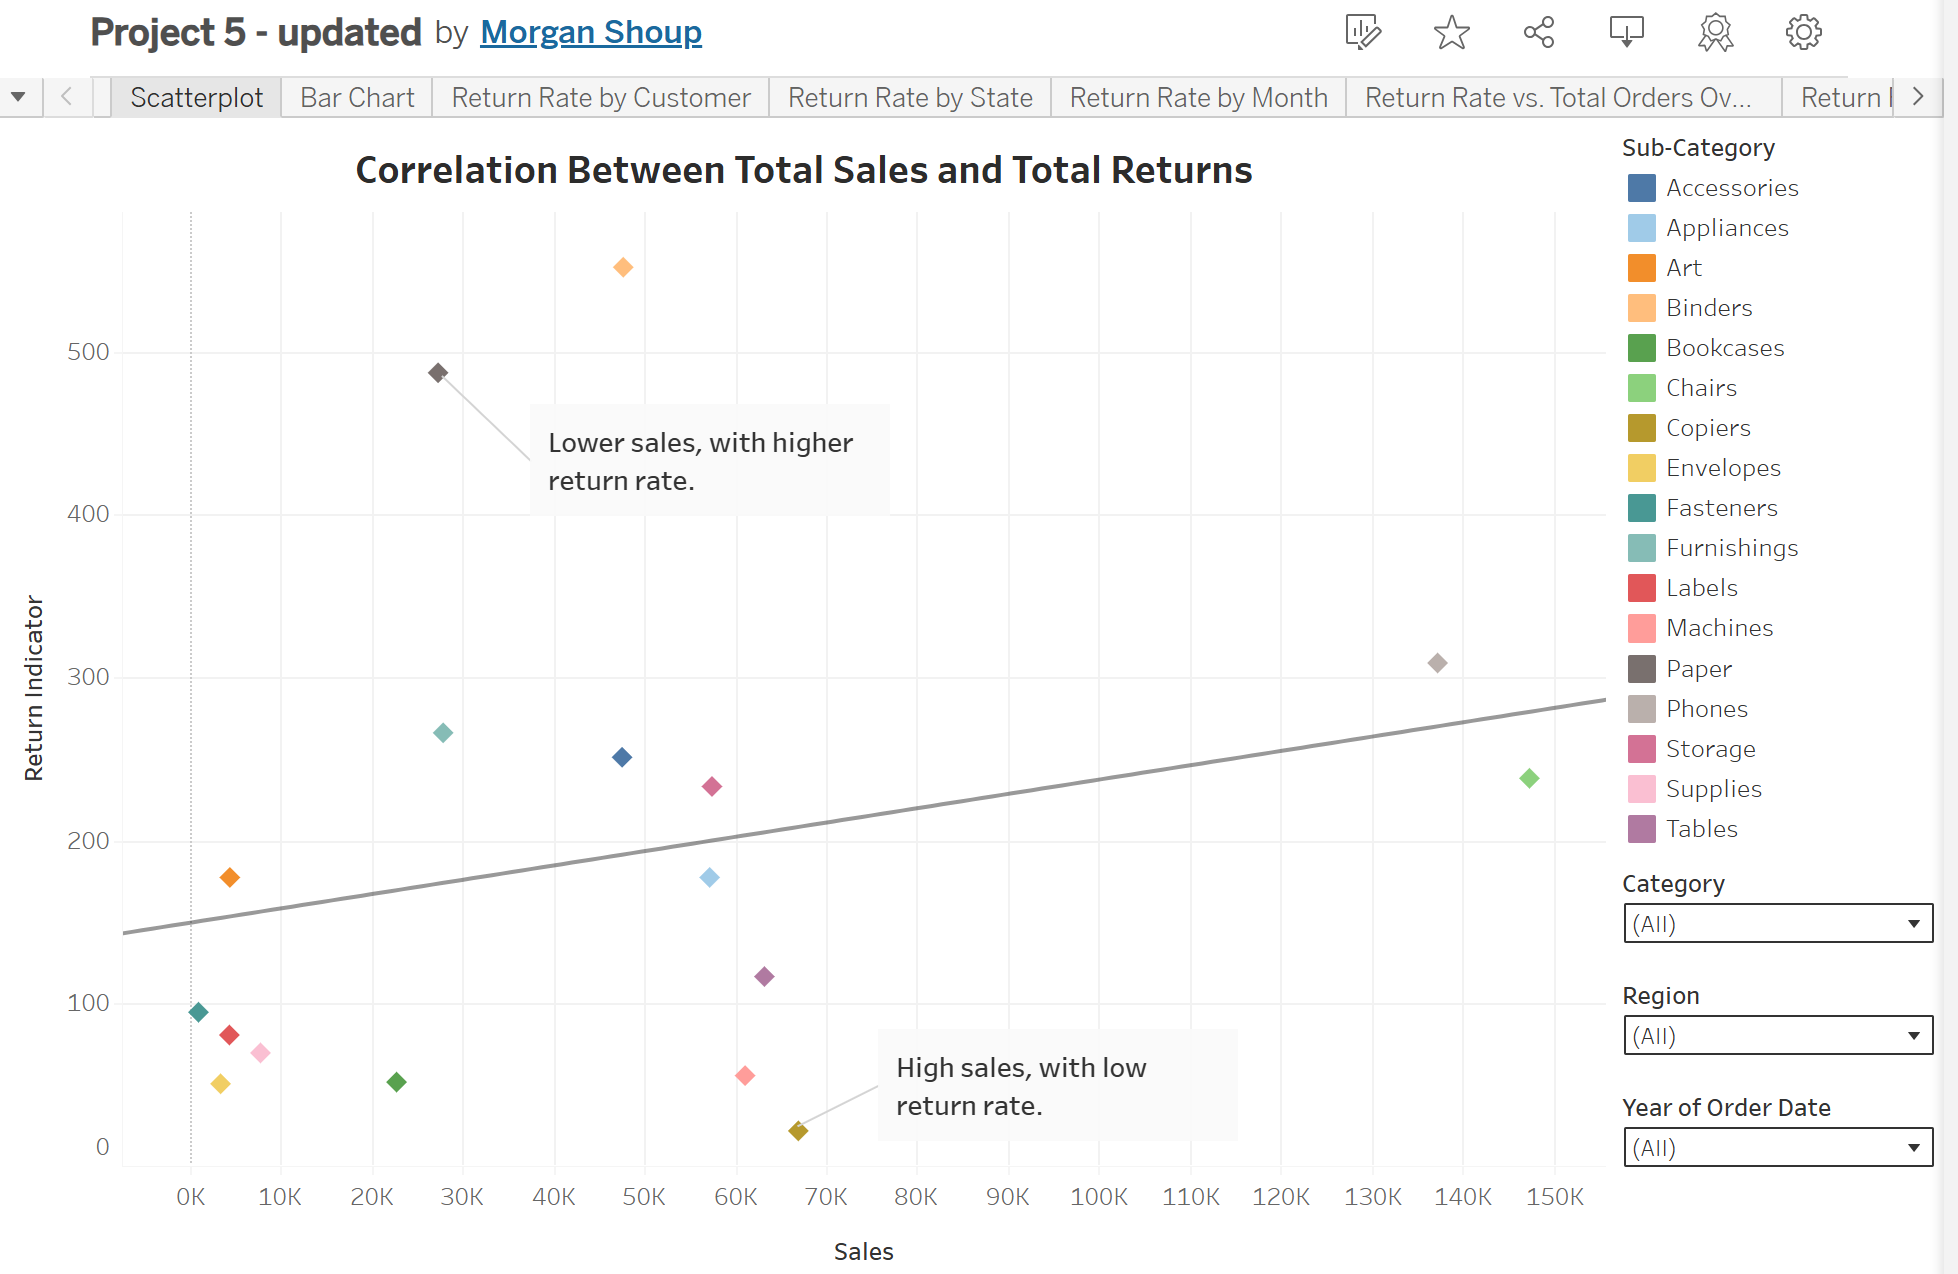 Project 5 - updated by Morgan Shoup
Scatterplot
Bar Chart
Return Rate by Customer
Return Rate by State
Return Rate by Month
Return Rate vs. Total Orders Ov...
Return
Correlation Between Total Sales and Total Returns
Return Indicator
500
400
300
200
100
0
Lower sales, with higher
return rate.
High sales, with low
return rate.
0K
10K
20K
30K
40K
50K
60K
70K
80K
90K
100K
110K
120K
130K
140K
150K
Sales
Sub-Category
Accessories
Appliances
Art
Binders
Bookcases
Chairs
Copiers
Envelopes
Fasteners
Furnishings
Labels
Machines
Paper
Phones
Storage
Supplies
Tables
Category
(All)
Region
(All)
Year of Order Date
(All)